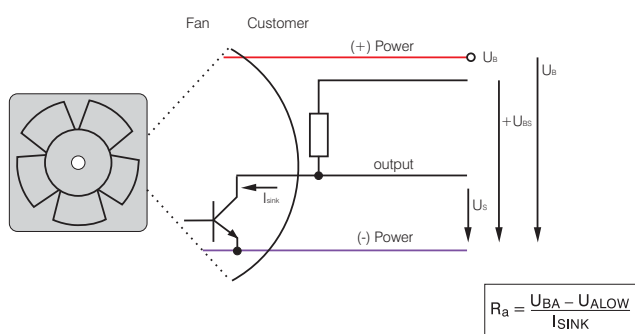 Fan Customer
(+) Power
UB
UB
+UBS
output
Isink
US
(-) Power
Ra = UBA – UALOW
ISINK